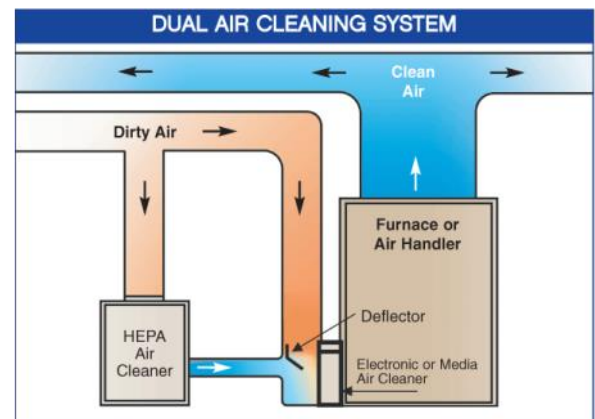 DUAL AIR CLEANING SYSTEM
Clean
Air
Dirty Air
Furnace or
Air Handler
Deflector
HEPA
Air
Cleaner
Electronic or Media
Air Cleaner